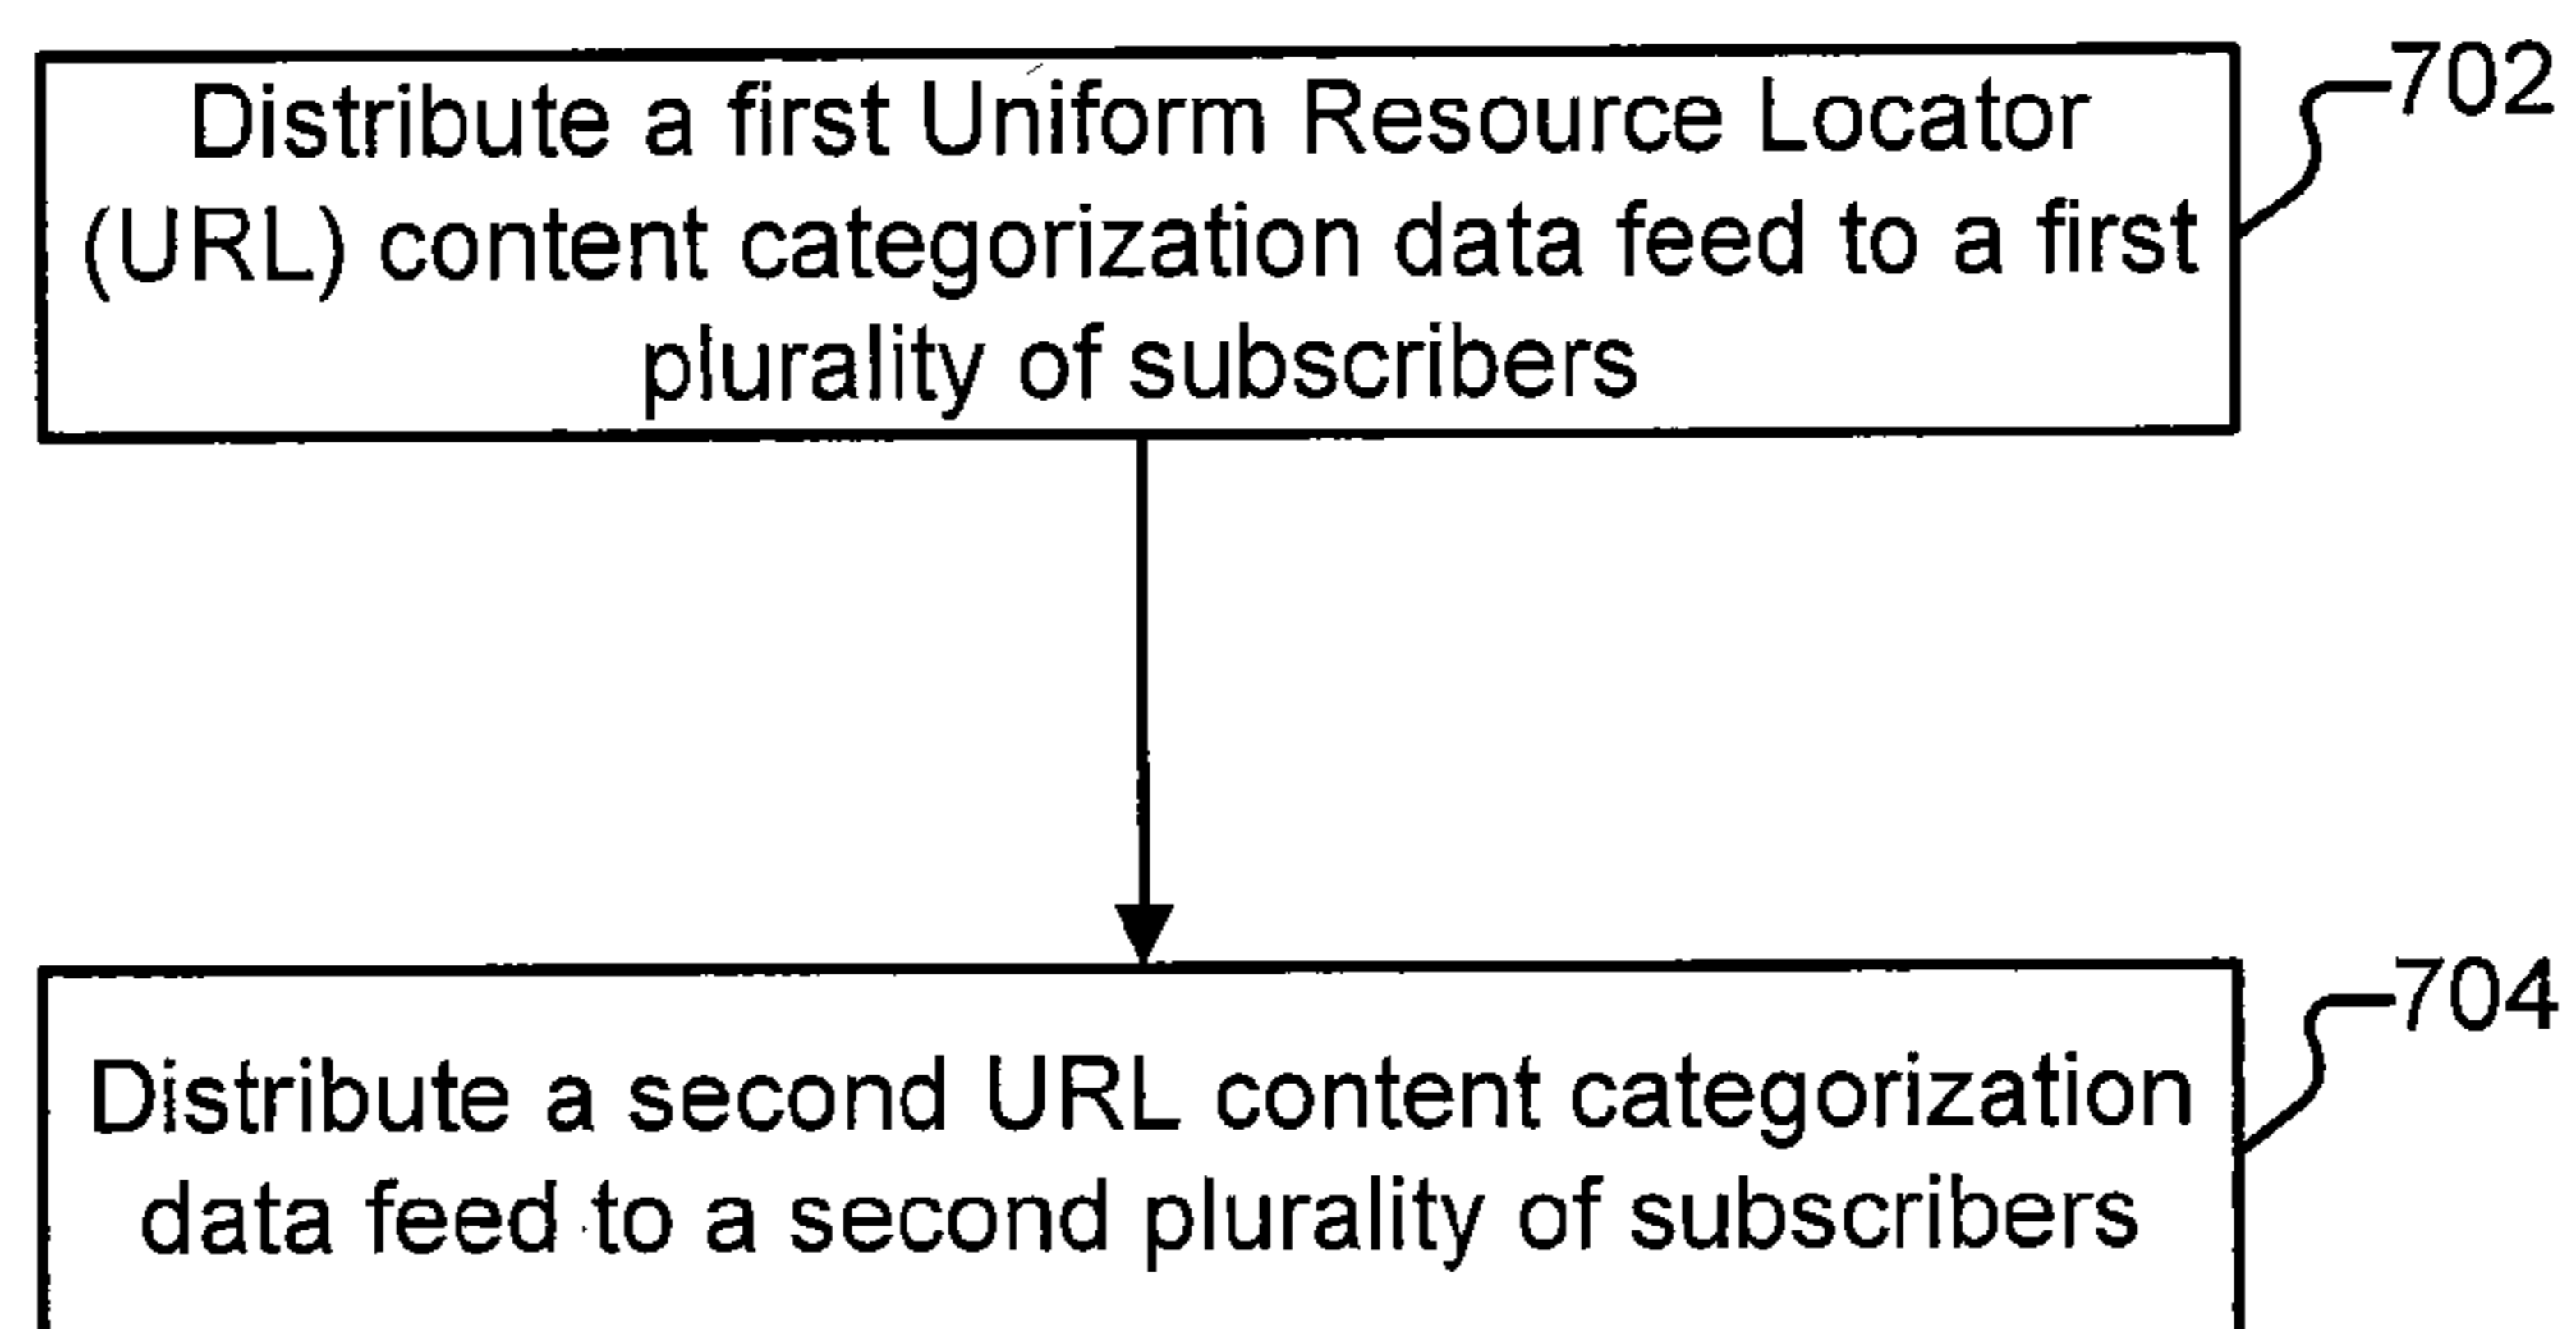 Distribute a first Uniform Resource Locator
(URL) content categorization data feed to a first
plurality of subscribers
702
Distribute a second URL content categorization
data feed to a second plurality of subscribers
704